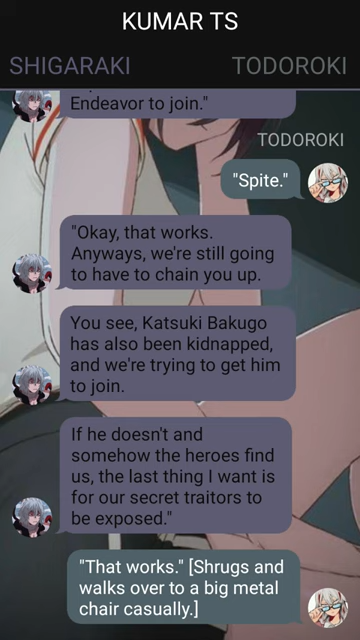 KUMAR TS
SHIGARAKI
TODOROKI
Endeavor to join."
TODOROKI
"Spite."
"Okay, that works.
Anyways, we're still going
to have to chain you up.
You see, Katsuki Bakugo
has also been kidnapped,
and we're trying to get him
to join.
If he doesn't and
somehow the heroes find
us, the last thing I want is
for our secret traitors to
be exposed."
"That works." [Shrugs and
walks over to a big metal
chair casually.]